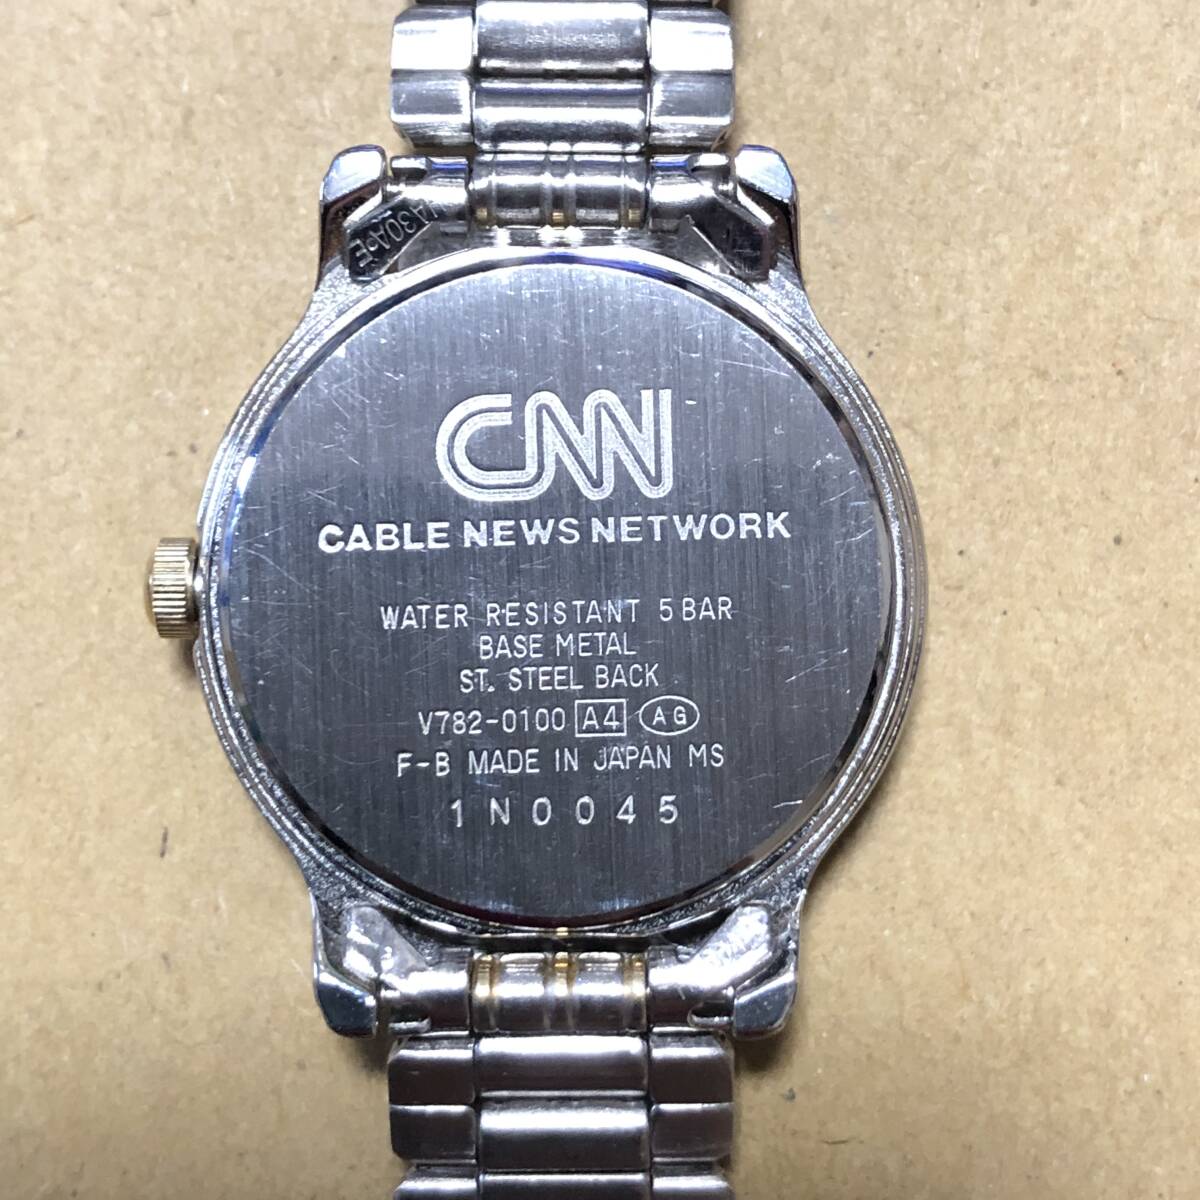 CNN
CABLE NEWS NETWORK
WATER RESISTANT 5 BAR
BASE METAL
ST. STEEL BACK
V782-0100 A4 AG
F-B MADE IN JAPAN MS
1N0045